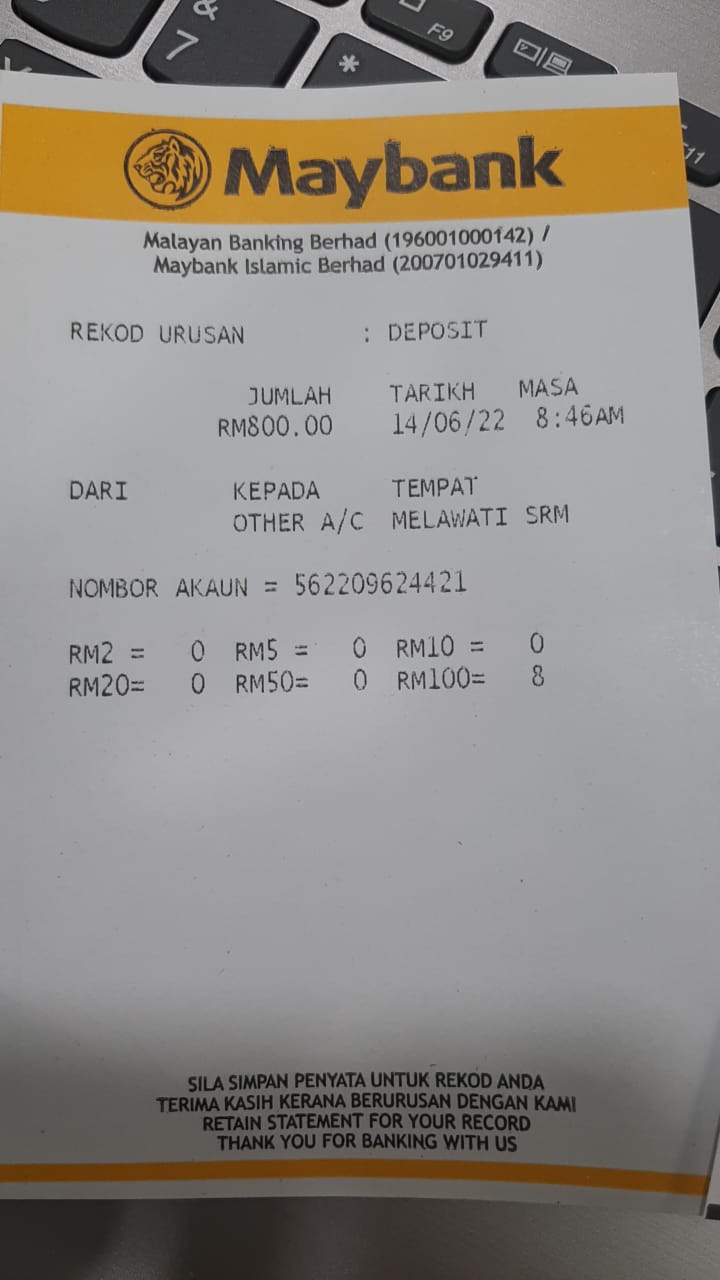 &
7
*
F9
F11
Maybank
Malayan Banking Berhad (196001000142) /
Maybank Islamic Berhad (200701029411)
REKOD URUSAN : DEPOSIT
JUMLAH TARIKH MASA
RM800.00 14/06/22 8:46AM
DARI KEPADA TEMPAT
OTHER A/C MELAWATI SRM
NOMBOR AKAUN = 562209624421
RM2 = 0 RM5 = 0 RM10 = 0
RM20= 0 RM50= 0 RM100= 8
SILA SIMPAN PENYATA UNTUK REKOD ANDA
TERIMA KASIH KERANA BERURUSAN DENGAN KAMI
RETAIN STATEMENT FOR YOUR RECORD
THANK YOU FOR BANKING WITH US